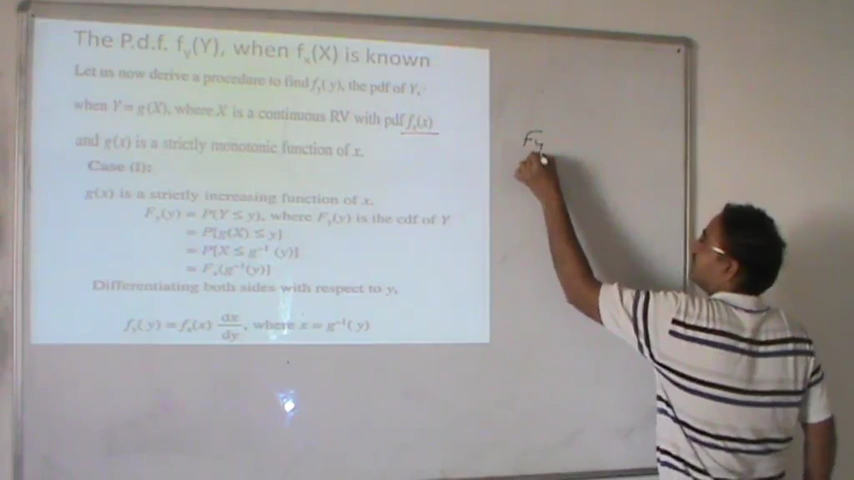 The P.d.f. fy(Y), when fx(X) is known
Let us now derive a procedure to find fy(y), the pdf of Y,
when Y = g(X), where X is a continuous RV with pdf fx(x)
and g(x) is a strictly monotonic function of x.
Case (I):
g(x) is a strictly increasing function of x.
Fy(y) = P(Y ≤ y), where Fy(y) is the cdf of Y
= P[g(X) ≤ y]
= P[X ≤ g⁻¹ (y)]
= Fx(g⁻¹(y)]
Differentiating both sides with respect to y,
fy(y) = fx(x) dx/dy, where x = g⁻¹(y)
Fy